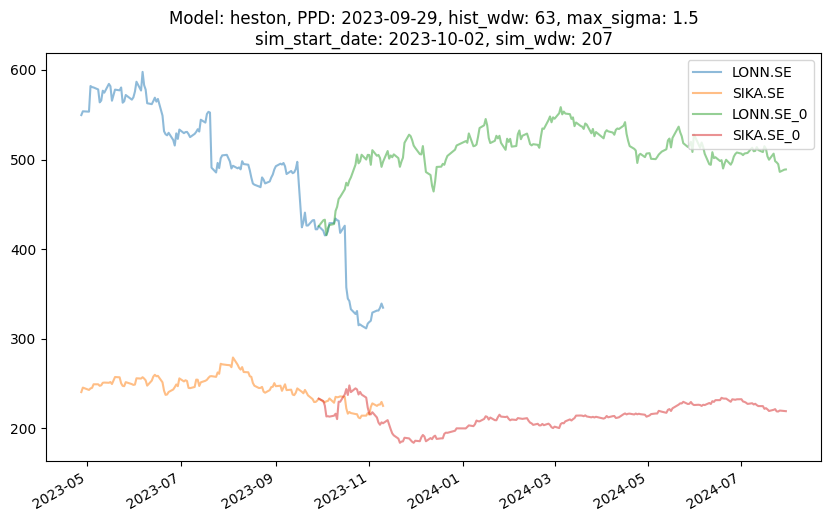 Model: heston, PPD: 2023-09-29, hist_wdw: 63, max_sigma: 1.5
sim_start_date: 2023-10-02, sim_wdw: 207
LONN.SE
SIKA.SE
LONN.SE_0
SIKA.SE_0
600
500
400
300
200
2023-05
2023-07
2023-09
2023-11
2024-01
2024-03
2024-05
2024-07